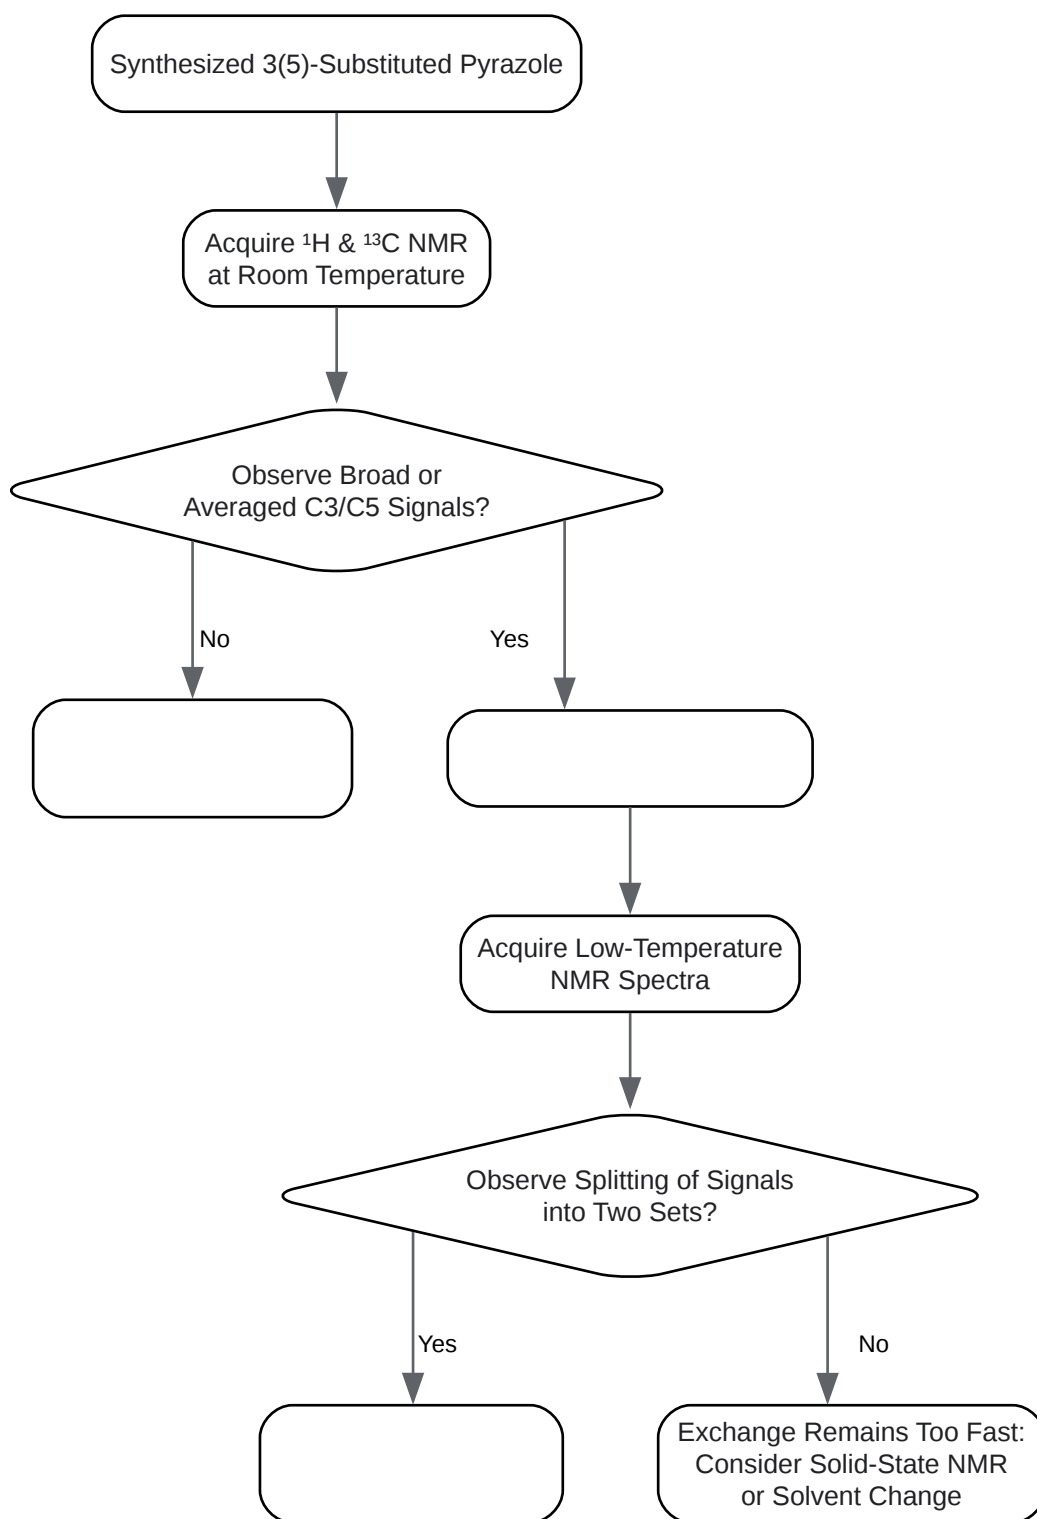 Synthesized 3(5)-Substituted Pyrazole
Acquire ¹H & ¹³C NMR
at Room Temperature
Observe Broad or
Averaged C3/C5 Signals?
No
Yes
Acquire Low-Temperature
NMR Spectra
Observe Splitting of Signals
into Two Sets?
Yes
No
Exchange Remains Too Fast:
Consider Solid-State NMR
or Solvent Change